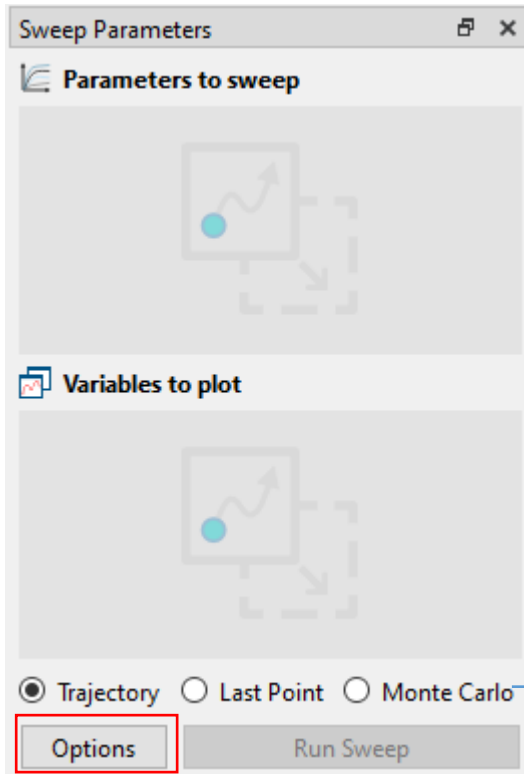 Sweep Parameters
Parameters to sweep
Variables to plot
Trajectory Last Point Monte Carlo
Options Run Sweep